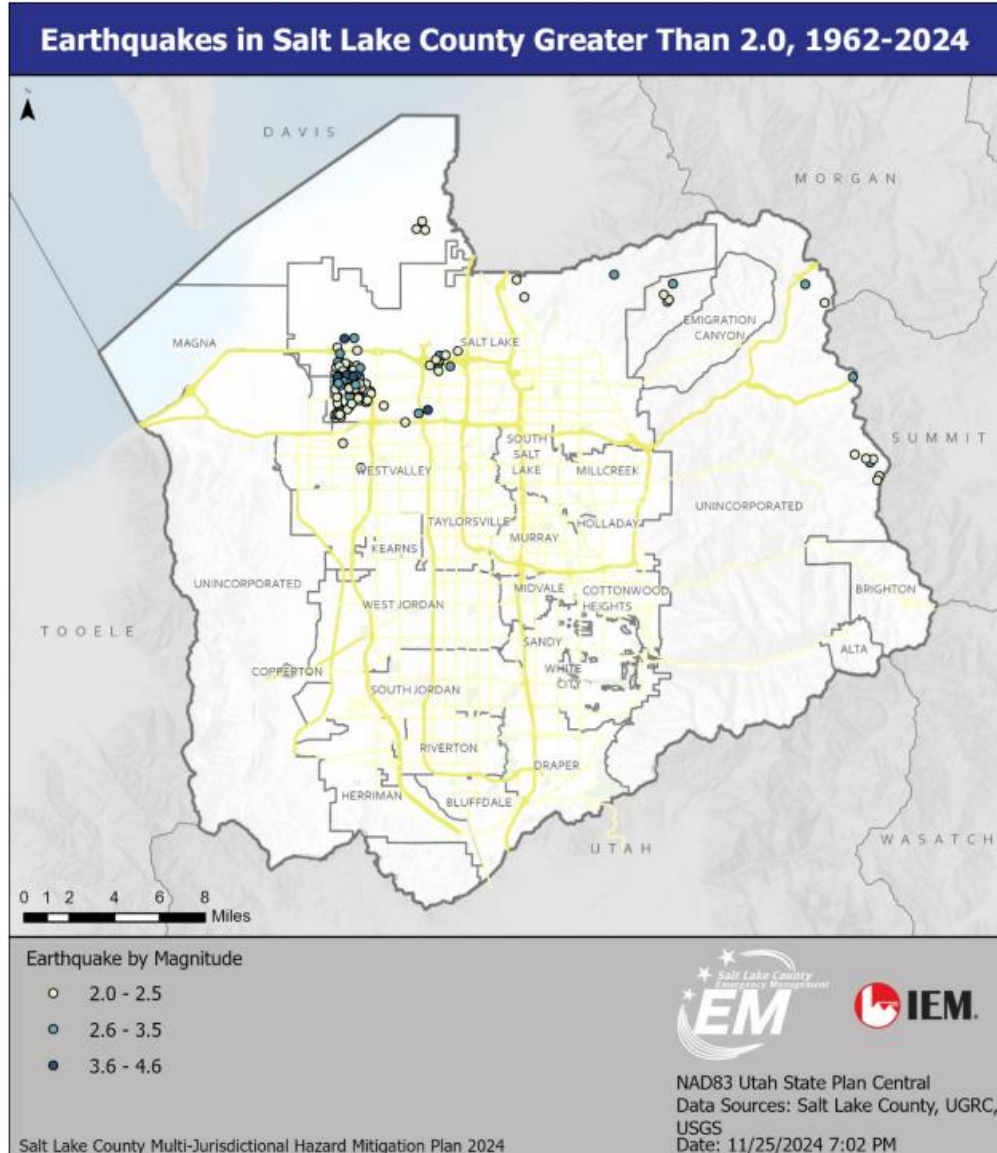 Earthquakes in Salt Lake County Greater Than 2.0, 1962-2024
N
DAVIS
MORGAN
MAGNA
SALT LAKE
EMIGRATION
CANYON
SUMMIT
SOUTH
SALT
LAKE
WESTVALLEY
MILLCREEK
UNINCORPORATED
TAYLORSVILLE
HOLLADAY
MURRAY
KEARNS
UNINCORPORATED
MIDVALE
COTTONWOOD
HEIGHTS
BRIGHTON
WEST JORDAN
TOOELE
SANDY
ALTA
WHITE
CITY
COPPERTON
SOUTH JORDAN
RIVERTON
DRAPER
HERRIMAN
BLUFFDALE
UTAH
WASATCH
0 1 2 4 6 8
Miles
Earthquake by Magnitude
2.0 - 2.5
2.6 - 3.5
3.6 - 4.6
Salt Lake County
Emergency Management
EM
IEM.
NAD83 Utah State Plan Central
Data Sources: Salt Lake County, UGRC,
USGS
Date: 11/25/2024 7:02 PM
Salt Lake County Multi-Jurisdictional Hazard Mitigation Plan 2024